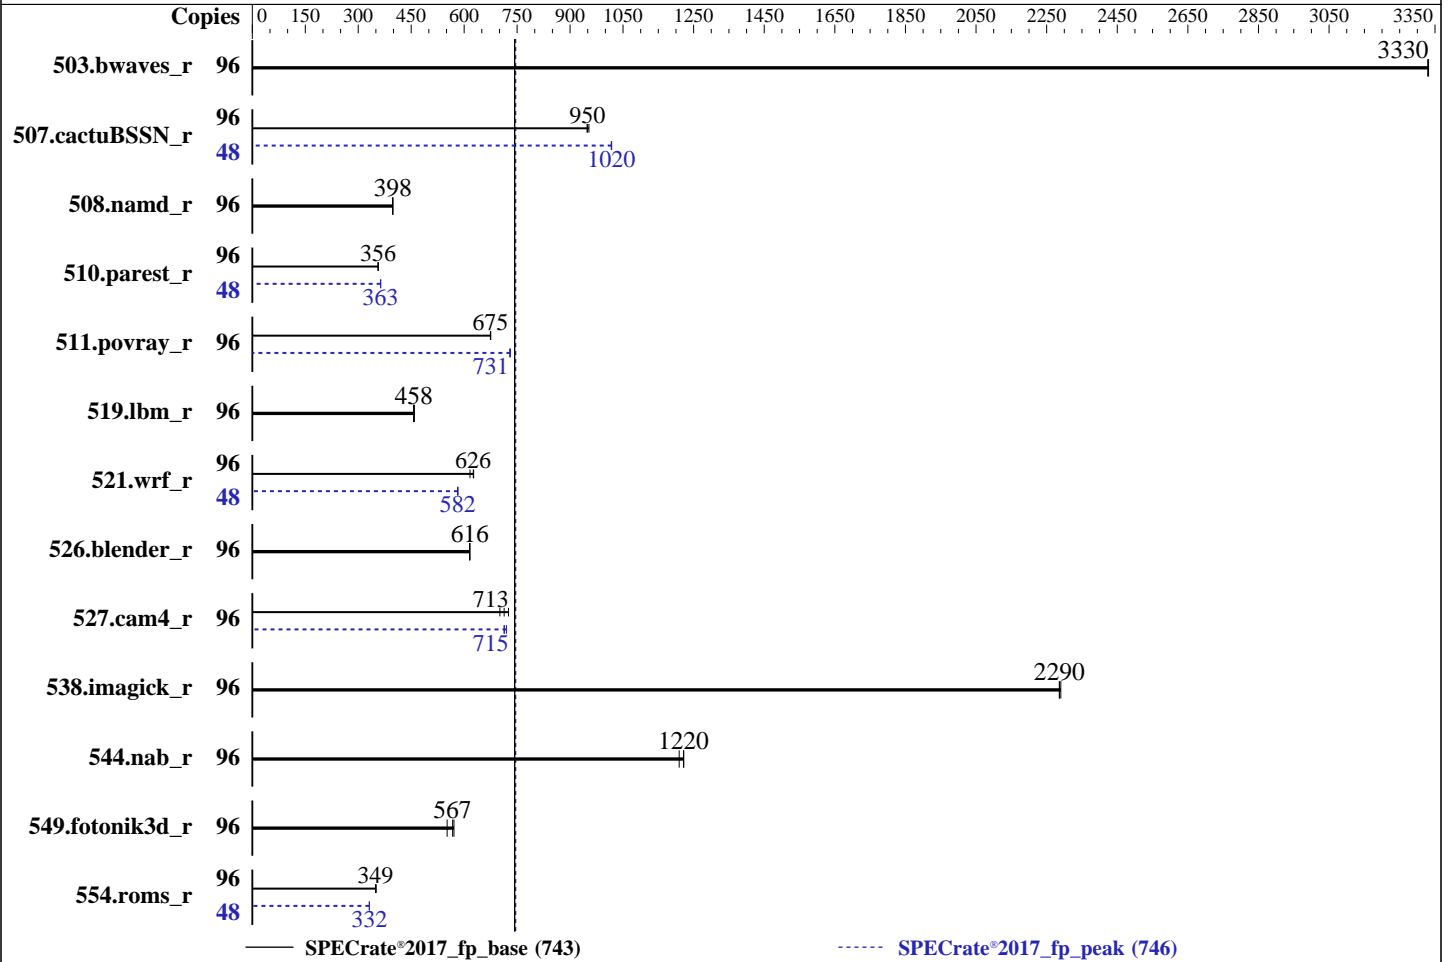 Copies 0 150 300 450 600 750 900 1050 1250 1450 1650 1850 2050 2250 2450 2650 2850 3050 3350
503.bwaves_r 96 3330
507.cactuBSSN_r 96 950
48 1020
508.namd_r 96 398
510.parest_r 96 356
48 363
511.povray_r 96 675
731
519.lbm_r 96 458
521.wrf_r 96 626
48 582
526.blender_r 96 616
527.cam4_r 96 713
715
538.imagick_r 96 2290
544.nab_r 96 1220
549.fotonik3d_r 96 567
554.roms_r 96 349
48 332
SPECrate®2017_fp_base (743) SPECrate®2017_fp_peak (746)